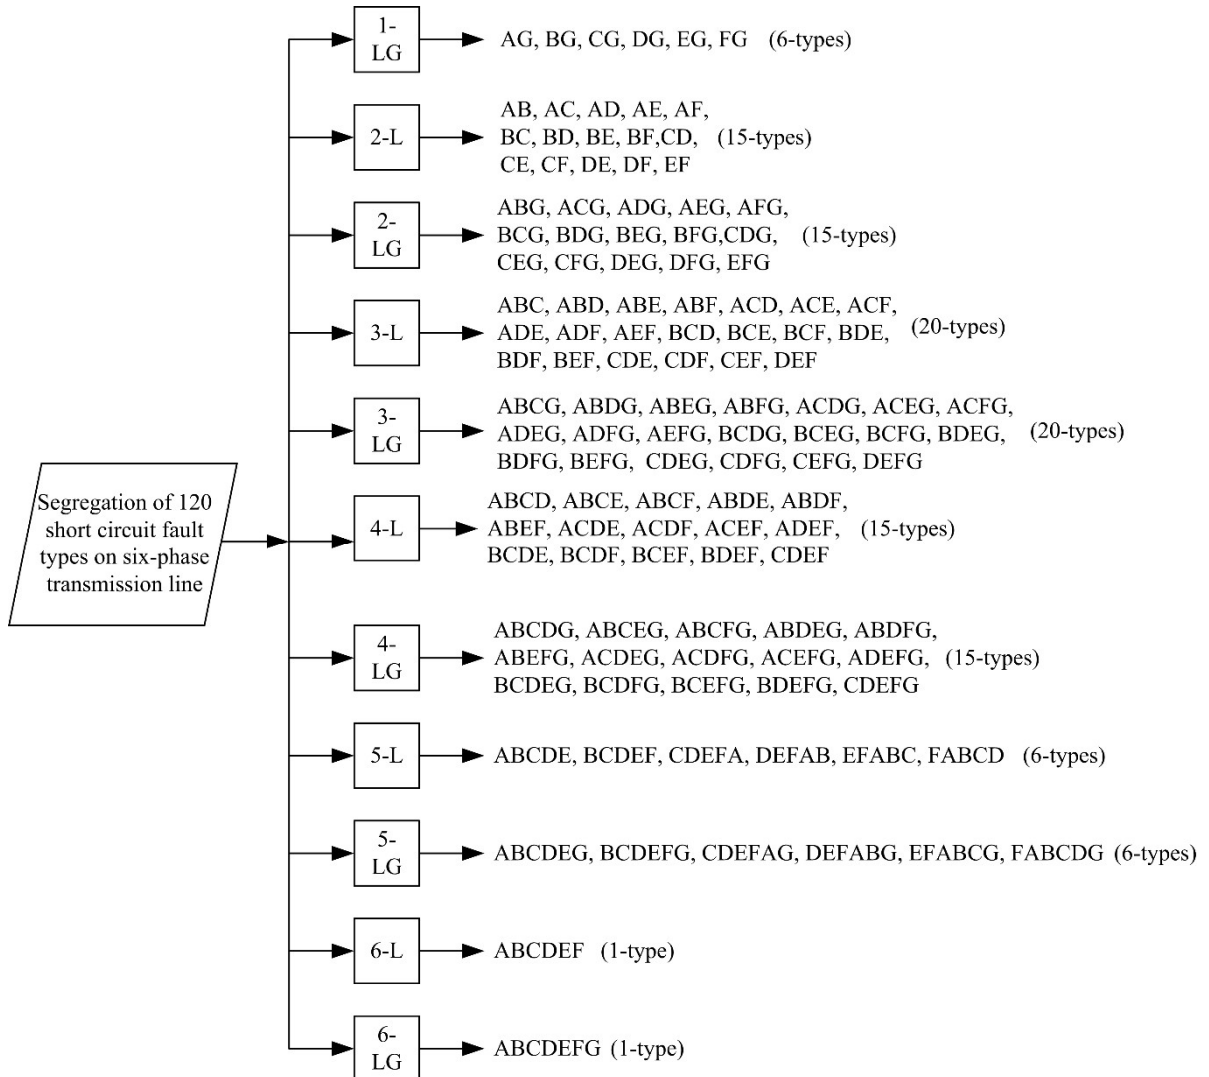 Segregation of 120
short circuit fault
types on six-phase
transmission line
1-
LG
AG, BG, CG, DG, EG, FG (6-types)
2-L
AB, AC, AD, AE, AF,
BC, BD, BE, BF,CD, (15-types)
CE, CF, DE, DF, EF
2-
LG
ABG, ACG, ADG, AEG, AFG,
BCG, BDG, BEG, BFG,CDG, (15-types)
CEG, CFG, DEG, DFG, EFG
3-L
ABC, ABD, ABE, ABF, ACD, ACE, ACF,
ADE, ADF, AEF, BCD, BCE, BCF, BDE, (20-types)
BDF, BEF, CDE, CDF, CEF, DEF
3-
LG
ABCG, ABDG, ABEG, ABFG, ACDG, ACEG, ACFG,
ADEG, ADFG, AEFG, BCDG, BCEG, BCFG, BDEG, (20-types)
BDFG, BEFG, CDEG, CDFG, CEFG, DEFG
4-L
ABCD, ABCE, ABCF, ABDE, ABDF,
ABEF, ACDE, ACDF, ACEF, ADEF, (15-types)
BCDE, BCDF, BCEF, BDEF, CDEF
4-
LG
ABCDG, ABCEG, ABCFG, ABDEG, ABDFG,
ABEFG, ACDEG, ACDFG, ACEFG, ADEFG, (15-types)
BCDEG, BCDFG, BCEFG, BDEFG, CDEFG
5-L
ABCDE, BCDEF, CDEFA, DEFAB, EFABC, FABCD (6-types)
5-
LG
ABCDEG, BCDEFG, CDEFAG, DEFABG, EFABCG, FABCDG (6-types)
6-L
ABCDEF (1-type)
6-
LG
ABCDEFG (1-type)